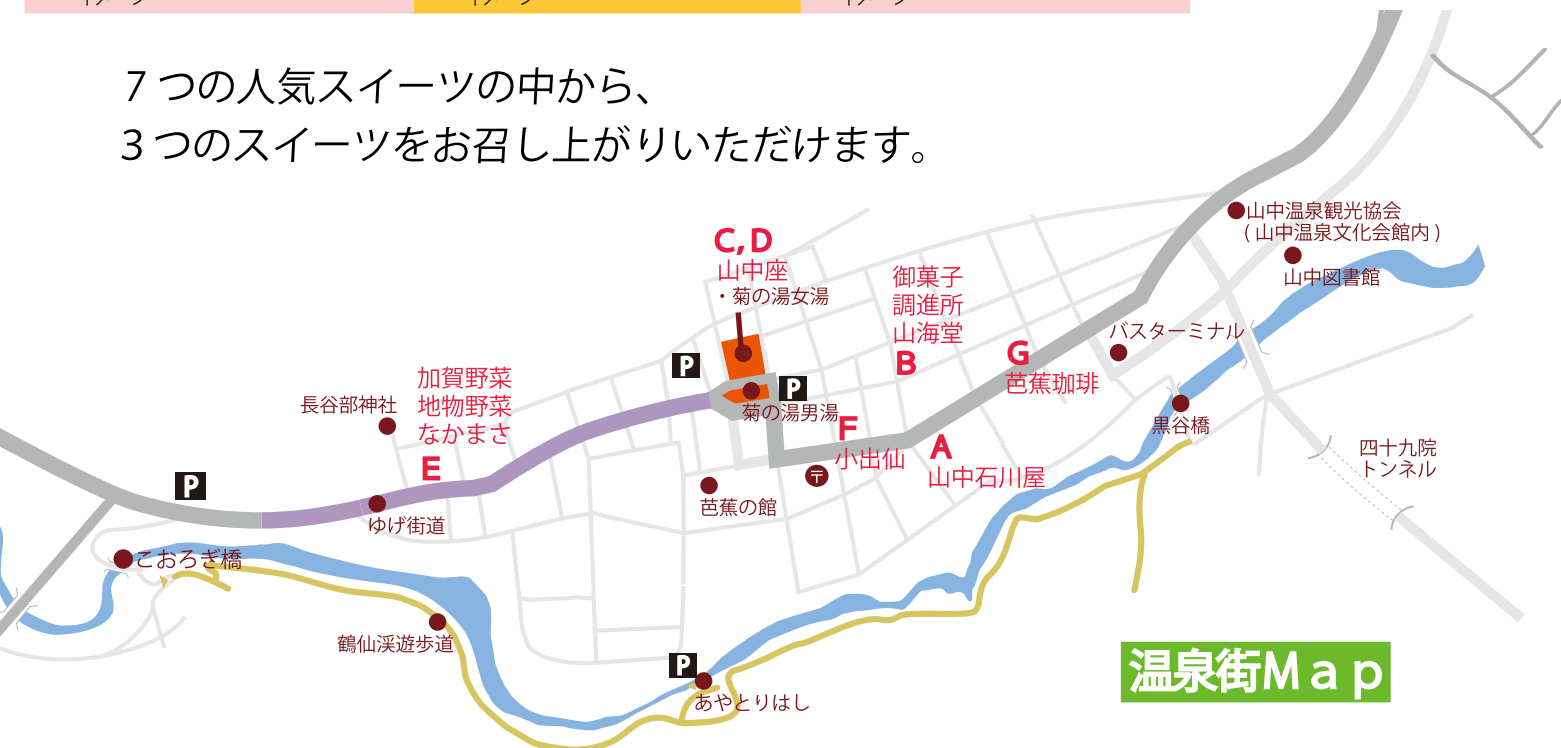 ７つの人気スイーツの中から、
３つのスイーツをお召し上がりいただけます。
山中温泉観光協会
( 山中温泉文化会館内 )
山中図書館
C, D
山中座
・菊の湯女湯
御菓子
調進所
山海堂
B
バスターミナル
G
芭蕉珈琲
P
P
加賀野菜
地物野菜
なかまさ
E
長谷部神社
菊の湯男湯
F
小出仙
A
山中石川屋
黒谷橋
四十九院
トンネル
P
〒
芭蕉の館
ゆげ街道
こおろぎ橋
鶴仙渓遊歩道
P
あやとりはし
温泉街Ｍａｐ